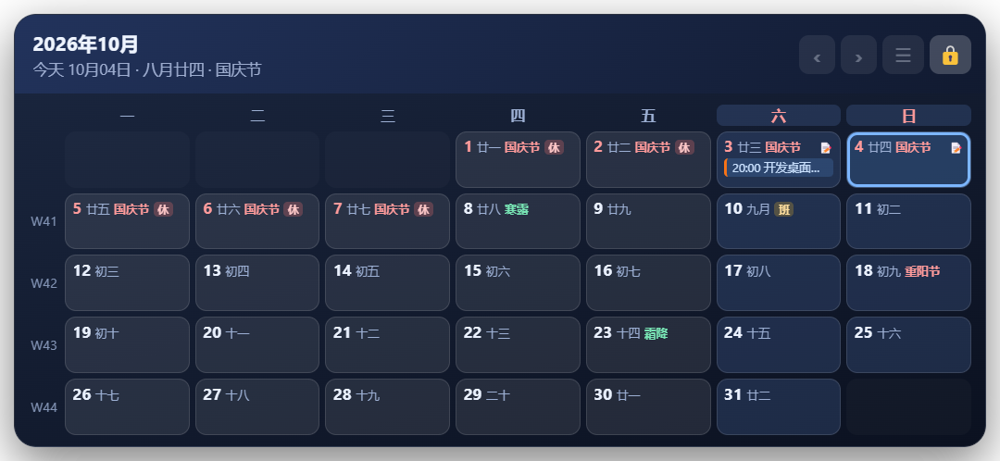 2026年10月
今天 10月04日 · 八月廿四 · 国庆节
‹ › ☰
一 二 三 四 五 六 日
1 廿一 国庆节 休 2 廿二 国庆节 休 3 廿三 国庆节 4 廿四 国庆节
20:00 开发桌面...
W41 5 廿五 国庆节 休 6 廿六 国庆节 休 7 廿七 国庆节 休 8 廿八 寒露 9 廿九 10 九月 班 11 初二
W42 12 初三 13 初四 14 初五 15 初六 16 初七 17 初八 18 初九 重阳节
W43 19 初十 20 十一 21 十二 22 十三 23 十四 霜降 24 十五 25 十六
W44 26 十七 27 十八 28 十九 29 二十 30 廿一 31 廿二